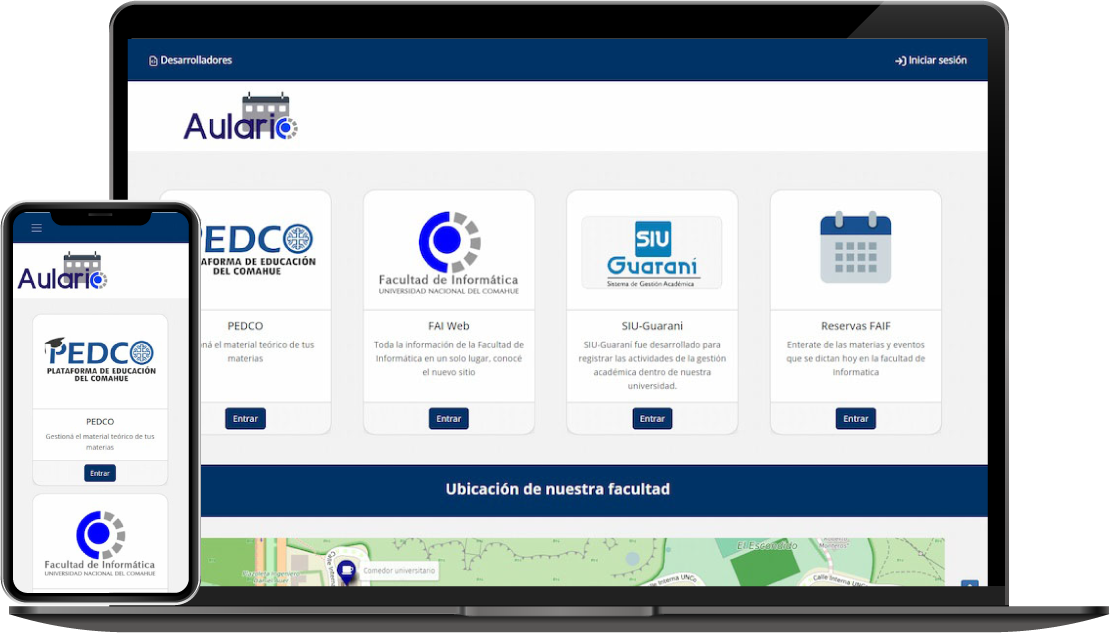 Desarrolladores
Iniciar sesión
Aulario
PEDCO
AFORMA DE EDUCACIÓN
DEL COMAHUE
PEDCO
ná el material teórico de tus
materias
Entrar
Facultad de Informática
UNIVERSIDAD NACIONAL DEL COMAHUE
FAI Web
Toda la información de la Facultad de
Informática en un solo lugar, conocé
el nuevo sitio
Entrar
SIU
Guaraní
Sistema de Gestión Académica
SIU-Guarani
SIU-Guaraní fue desarrollado para
registrar las actividades de la gestión
académica dentro de nuestra
universidad.
Entrar
Reservas FAIF
Enterate de las materias y eventos
que se dictan hoy en la facultad de
Informatica
Entrar
Ubicación de nuestra facultad
El Escondido
Comedor universitario
Calle Interna UNCo
Aulario
PEDCO
PLATAFORMA DE EDUCACIÓN
DEL COMAHUE
PEDCO
Gestioná el material teórico de tus
materias
Entrar
Facultad de Informática
UNIVERSIDAD NACIONAL DEL COMAHUE